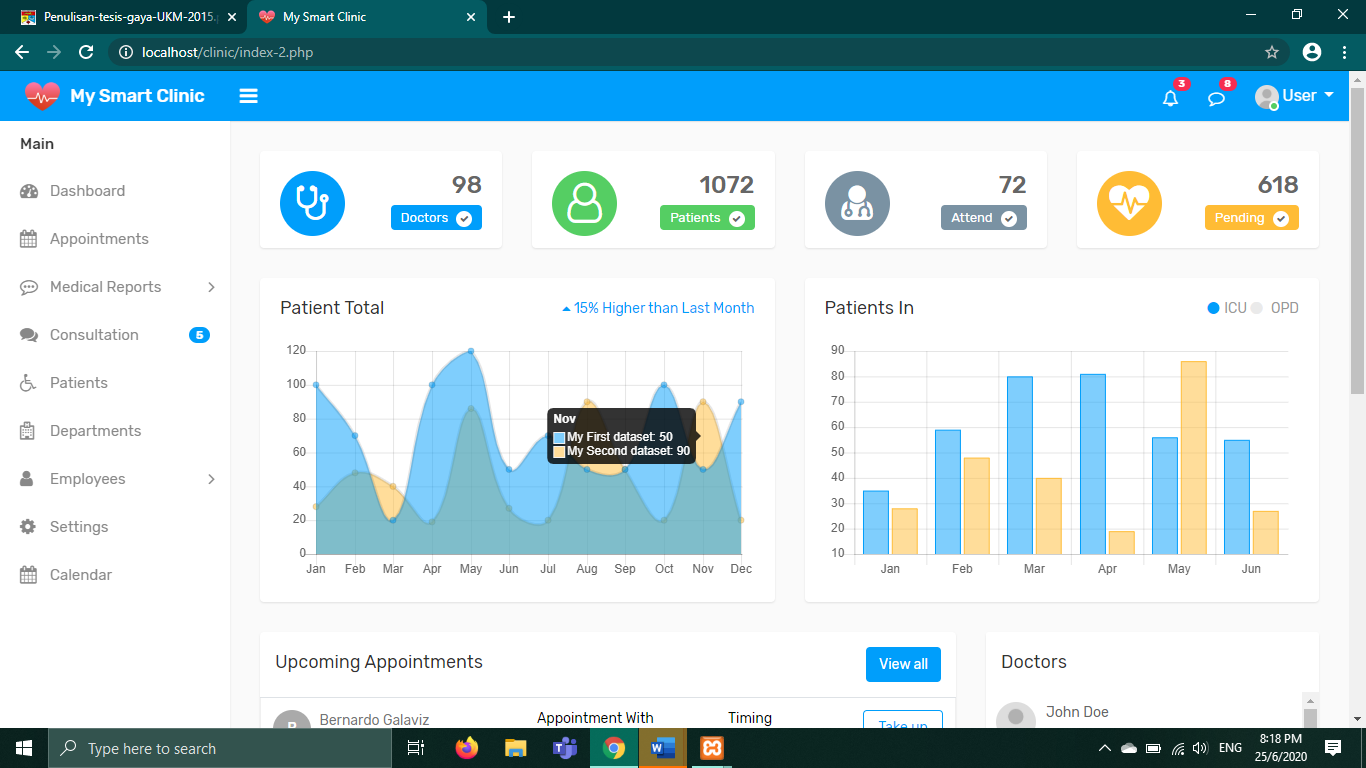 Penulisan-tesis-gaya-UKM-2015.
My Smart Clinic
localhost/clinic/index-2.php
My Smart Clinic
3
8
User
Main
Dashboard
Appointments
Medical Reports
Consultation 5
Patients
Departments
Employees
Settings
Calendar
98
Doctors
1072
Patients
72
Attend
618
Pending
Patient Total
15% Higher than Last Month
120
100
80
60
40
20
0
Jan Feb Mar Apr May Jun Jul Aug Sep Oct Nov Dec
Nov
My First dataset: 50
My Second dataset: 90
Patients In
ICU OPD
90
80
70
60
50
40
30
20
10
Jan Feb Mar Apr May Jun
Upcoming Appointments
View all
B
Bernardo Galaviz
Appointment With
Timing
Take up
Doctors
John Doe
Type here to search
ENG
8:18 PM
25/6/2020